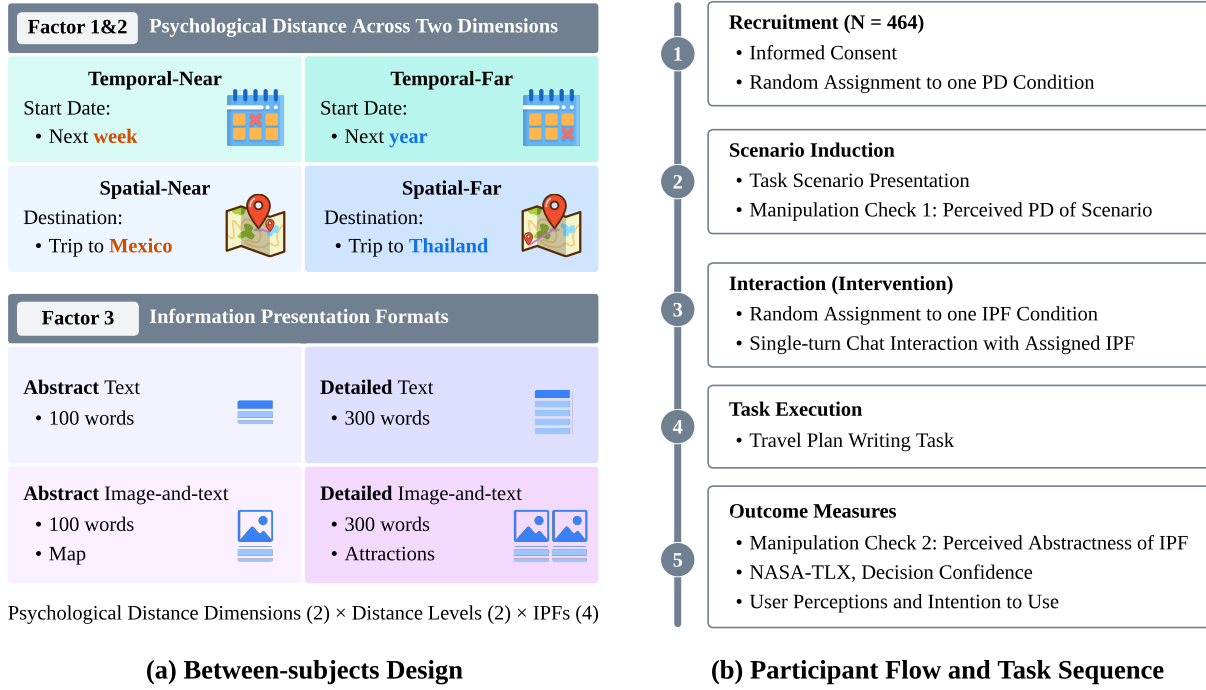 Factor 1&2 Psychological Distance Across Two Dimensions
Temporal-Near
Start Date:
• Next week
Temporal-Far
Start Date:
• Next year
Spatial-Near
Destination:
• Trip to Mexico
Spatial-Far
Destination:
• Trip to Thailand
Factor 3 Information Presentation Formats
Abstract Text
• 100 words
Detailed Text
• 300 words
Abstract Image-and-text
• 100 words
• Map
Detailed Image-and-text
• 300 words
• Attractions
Psychological Distance Dimensions (2) × Distance Levels (2) × IPFs (4)
(a) Between-subjects Design
1
Recruitment (N = 464)
• Informed Consent
• Random Assignment to one PD Condition
2
Scenario Induction
• Task Scenario Presentation
• Manipulation Check 1: Perceived PD of Scenario
3
Interaction (Intervention)
• Random Assignment to one IPF Condition
• Single-turn Chat Interaction with Assigned IPF
4
Task Execution
• Travel Plan Writing Task
5
Outcome Measures
• Manipulation Check 2: Perceived Abstractness of IPF
• NASA-TLX, Decision Confidence
• User Perceptions and Intention to Use
(b) Participant Flow and Task Sequence